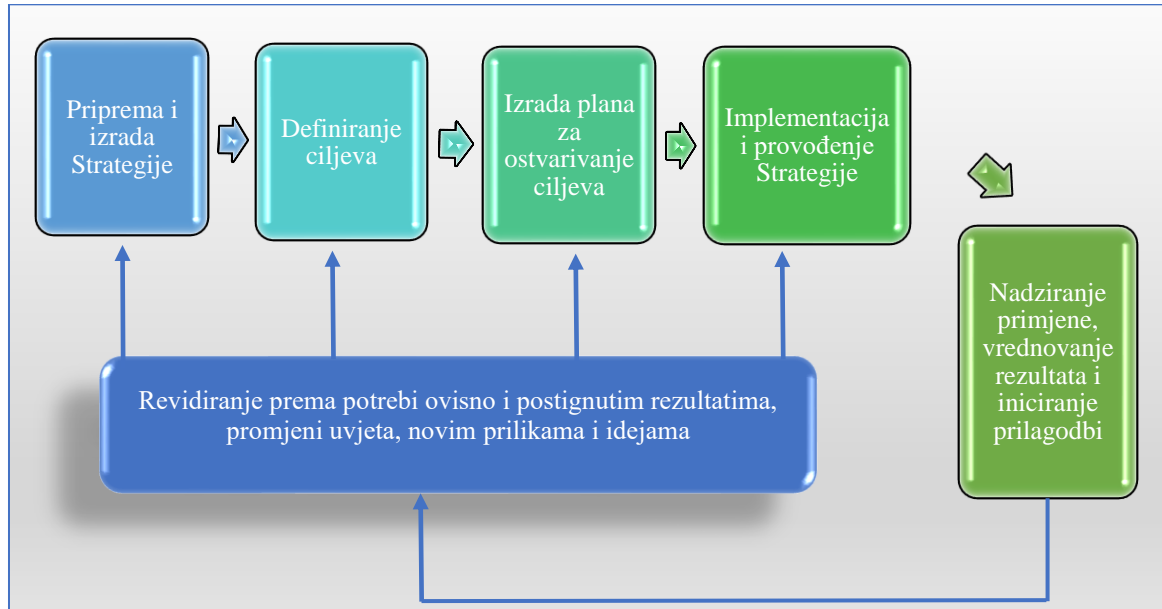 Priprema i
izrada
Strategije
Definiranje
ciljeva
Izrada plana
za
ostvarivanje
ciljeva
Implementacija
i provođenje
Strategije
Nadziranje
primjene,
vrednovanje
rezultata i
iniciranje
prilagodbi
Revidiranje prema potrebi ovisno i postignutim rezultatima,
promjeni uvjeta, novim prilikama i idejama